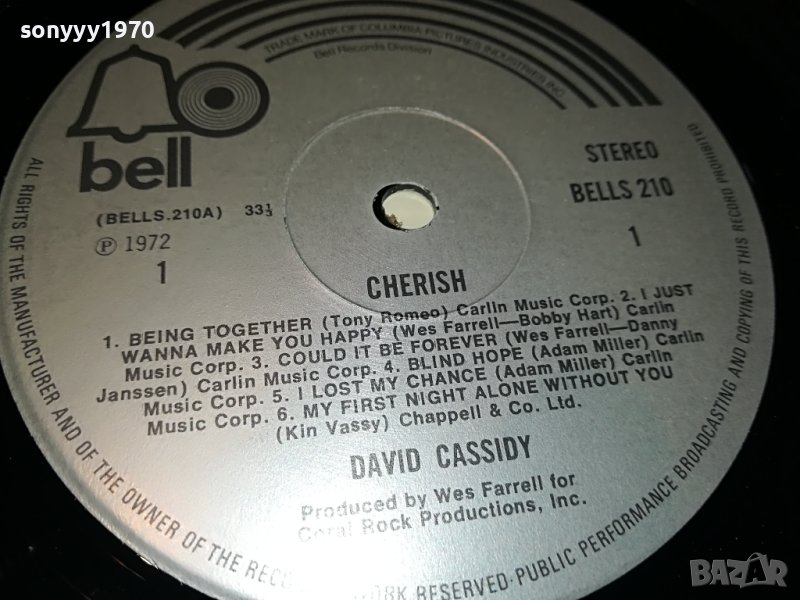 sonyyy1970
TRADE MARK OF COLUMBIA PICTURES INDUSTRIES INC.
Bell Records Division
bell
STEREO
BELLS 210
(BELLS.210A) 33⅓
Ⓟ 1972
1
1
CHERISH
1. BEING TOGETHER (Tony Romeo) Carlin Music Corp. 2. I JUST
WANNA MAKE YOU HAPPY (Wes Farrell—Bobby Hart) Carlin
Music Corp. 3. COULD IT BE FOREVER (Wes Farrell—Danny
Janssen) Carlin Music Corp. 4. BLIND HOPE (Adam Miller) Carlin
Music Corp. 5. I LOST MY CHANCE (Adam Miller) Carlin
Music Corp. 6. MY FIRST NIGHT ALONE WITHOUT YOU
(Kin Vassy) Chappell & Co. Ltd.
DAVID CASSIDY
Produced by Wes Farrell for
Coral Rock Productions, Inc.
ALL RIGHTS OF THE MANUFACTURER AND OF THE OWNER OF THE WORK RESERVED·PUBLIC PERFORMANCE BROADCASTING AND COPYING OF THIS RECORD PROHIBITED
BAZAR